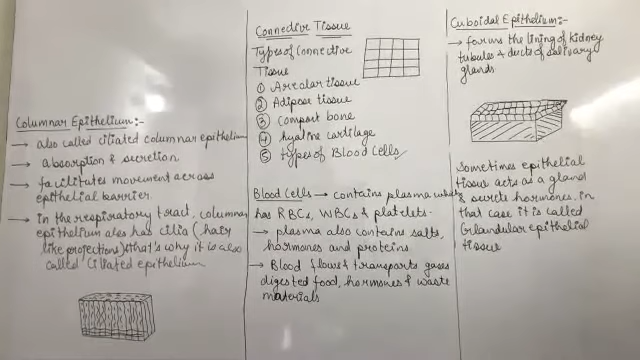 Columnar Epithelium:-
→ also called ciliated columnar epithelium
→ absorption & secretion.
→ facilitates movement across
epithelial barrier.
→ in the respiratory tract, columnar
epithelium also has cilia (hair
like projections) that's why it is also
called Ciliated epithelium
Connective Tissue
Types of Connective
Tissue
① Areolar tissue
② Adipose tissue
③ compact bone
④ hyaline cartilage
⑤ types of Blood Cells
Blood Cells → contains plasma which
has RBCs, WBCs & platelets.
→ plasma also contains salts,
hormones and proteins.
→ Blood flows & transports gases
digested food, hormones & waste
materials
Cuboidal Epithelium:-
→ forms the lining of kidney
tubules & ducts of salivary
glands
Sometimes epithelial
tissue acts as a gland
& secrets hormones. in
that case it is called
Glandular epithelial
tissue